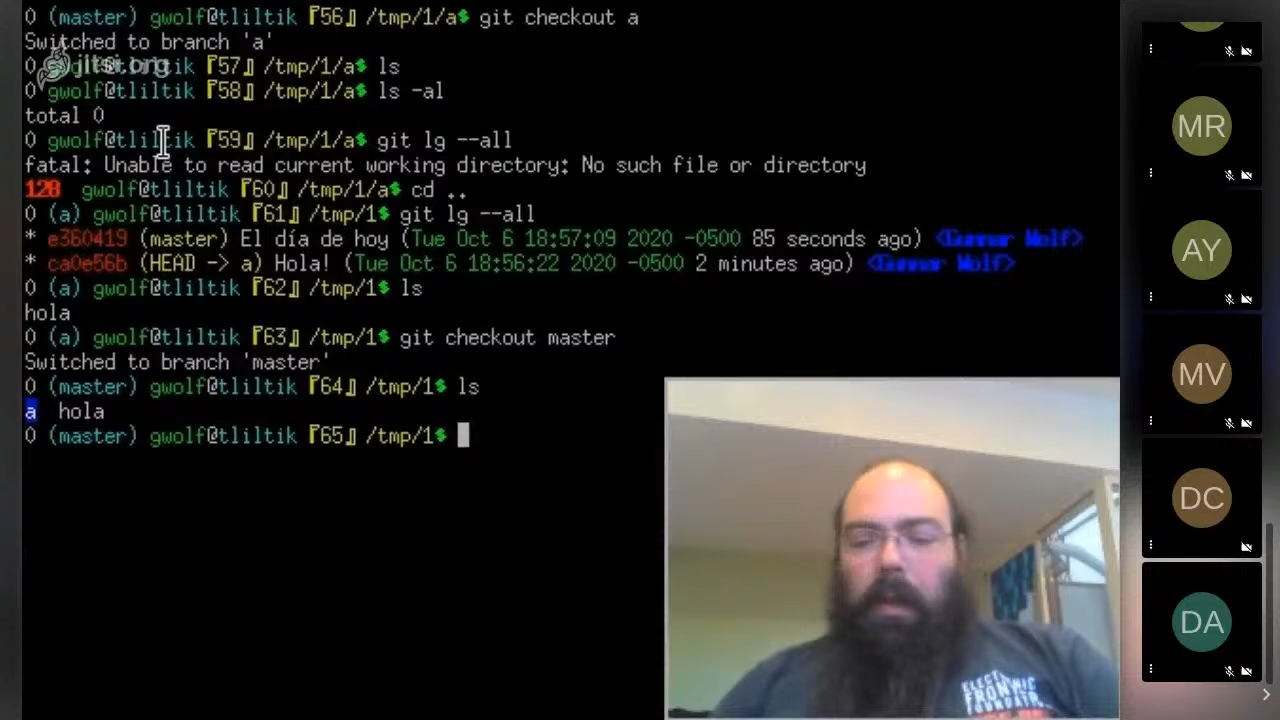 0 (master) gwolf@tliltik 『56』 /tmp/1/a$ git checkout a
Switched to branch 'a'
jitsi.org
0 gwolf@tliltik 『57』 /tmp/1/a$ ls
0 gwolf@tliltik 『58』 /tmp/1/a$ ls -al
total 0
0 gwolf@tliltik 『59』 /tmp/1/a$ git lg --all
fatal: Unable to read current working directory: No such file or directory
128 gwolf@tliltik 『60』 /tmp/1/a$ cd ..
0 (a) gwolf@tliltik 『61』 /tmp/1$ git lg --all
* e360419 (master) El día de hoy (Tue Oct 6 18:57:09 2020 -0500 85 seconds ago) <Gunnar Wolf>
* ca0e56b (HEAD -> a) Hola! (Tue Oct 6 18:56:22 2020 -0500 2 minutes ago) <Gunnar Wolf>
0 (a) gwolf@tliltik 『62』 /tmp/1$ ls
hola
0 (a) gwolf@tliltik 『63』 /tmp/1$ git checkout master
Switched to branch 'master'
0 (master) gwolf@tliltik 『64』 /tmp/1$ ls
a hola
0 (master) gwolf@tliltik 『65』 /tmp/1$
MR
AY
MV
DC
DA
ELECTRONIC
FRONTIER
FOUNDATION